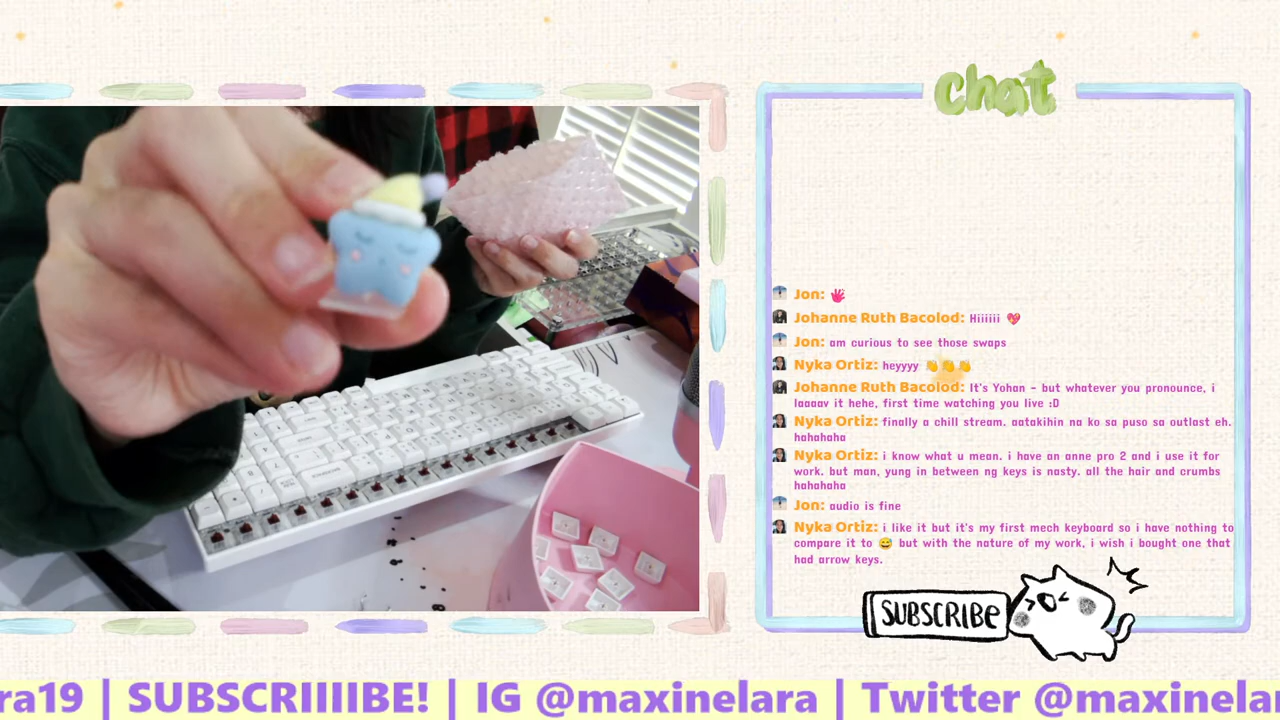 chat
Jon:
Johanne Ruth Bacolod: Hiiiiii
Jon: am curious to see those swaps
Nyka Ortiz: heyyyy
Johanne Ruth Bacolod: It's Yohan - but whatever you pronounce, i
laaaav it hehe, first time watching you live :D
Nyka Ortiz: finally a chill stream. aatakihin na ko sa puso sa outlast eh.
hahahaha
Nyka Ortiz: i know what u mean. i have an anne pro 2 and i use it for
work. but man, yung in between ng keys is nasty. all the hair and crumbs
hahahaha
Jon: audio is fine
Nyka Ortiz: i like it but it's my first mech keyboard so i have nothing to
compare it to 😅 but with the nature of my work, i wish i bought one that
had arrow keys.
SUBSCRIBE
ra19 | SUBSCRIIIIBE! | IG @maxinelara | Twitter @maxinelar